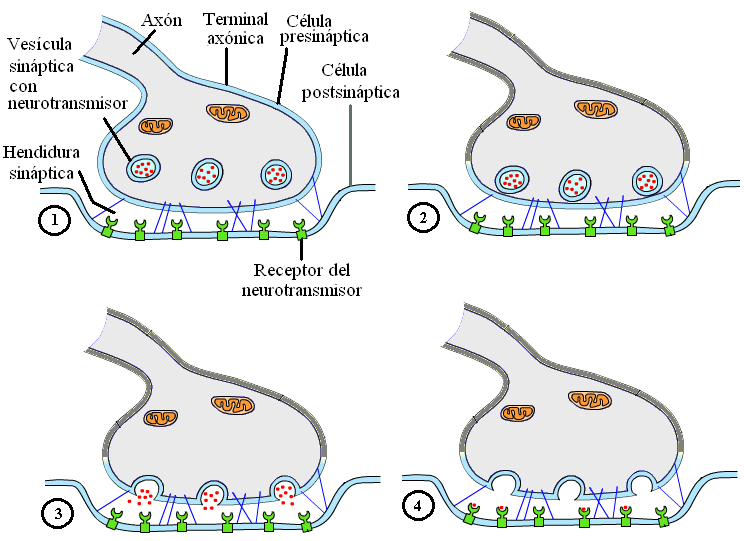 Axón
Terminal
axónica
Célula
presináptica
Vesícula
sináptica
con
neurotransmisor
Célula
postsináptica
Hendidura
sináptica
1
2
Receptor del
neurotransmisor
3
4